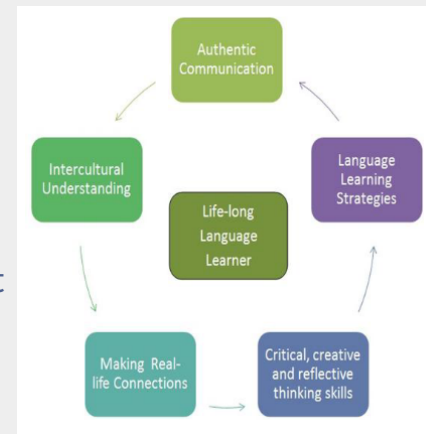 Authentic
Communication
Intercultural
Understanding
Language
Learning
Strategies
Life-long
Language
Learner
t
Making Real-
life Connections
Critical, creative
and reflective
thinking skills